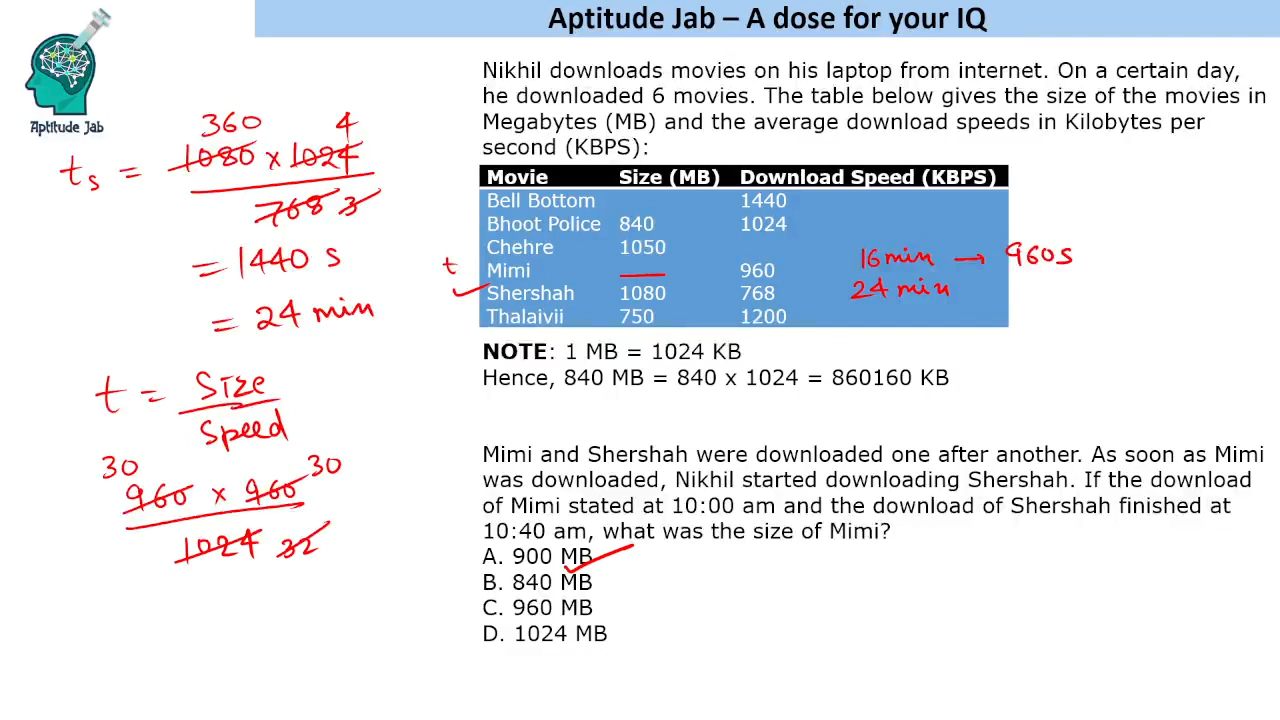 Aptitude Jab – A dose for your IQ
Aptitude Jab
Nikhil downloads movies on his laptop from internet. On a certain day,
he downloaded 6 movies. The table below gives the size of the movies in
Megabytes (MB) and the average download speeds in Kilobytes per
second (KBPS):
Movie Size (MB) Download Speed (KBPS)
Bell Bottom 1440
Bhoot Police 840 1024
Chehre 1050
t Mimi 960 16 min → 960s
Shershah 1080 768 24 min
Thalaivii 750 1200
NOTE: 1 MB = 1024 KB
Hence, 840 MB = 840 x 1024 = 860160 KB
Mimi and Shershah were downloaded one after another. As soon as Mimi
was downloaded, Nikhil started downloading Shershah. If the download
of Mimi stated at 10:00 am and the download of Shershah finished at
10:40 am, what was the size of Mimi?
A. 900 MB
B. 840 MB
C. 960 MB
D. 1024 MB
360 4
ts = 1080 x 1024
768 3
= 1440 s
= 24 min
t = Size
Speed
30 30
960 x 960
1024 32